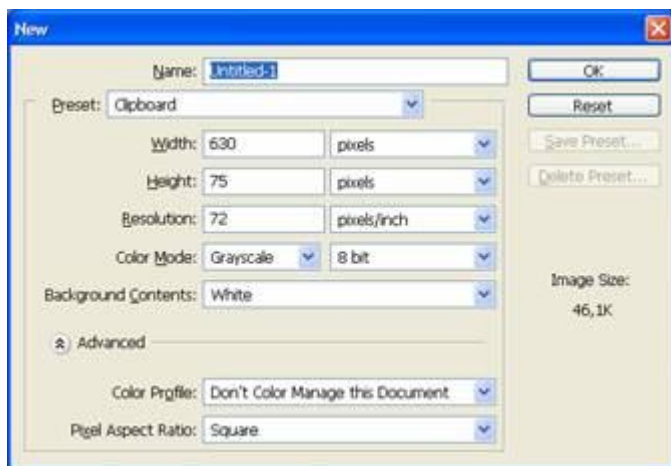 New
Name: Untitled-1
OK
Preset: Clipboard
Reset
Width: 630 pixels
Save Preset...
Height: 75 pixels
Delete Preset...
Resolution: 72 pixels/inch
Color Mode: Grayscale 8 bit
Background Contents: White
Image Size:
46,1K
Advanced
Color Profile: Don't Color Manage this Document
Pixel Aspect Ratio: Square